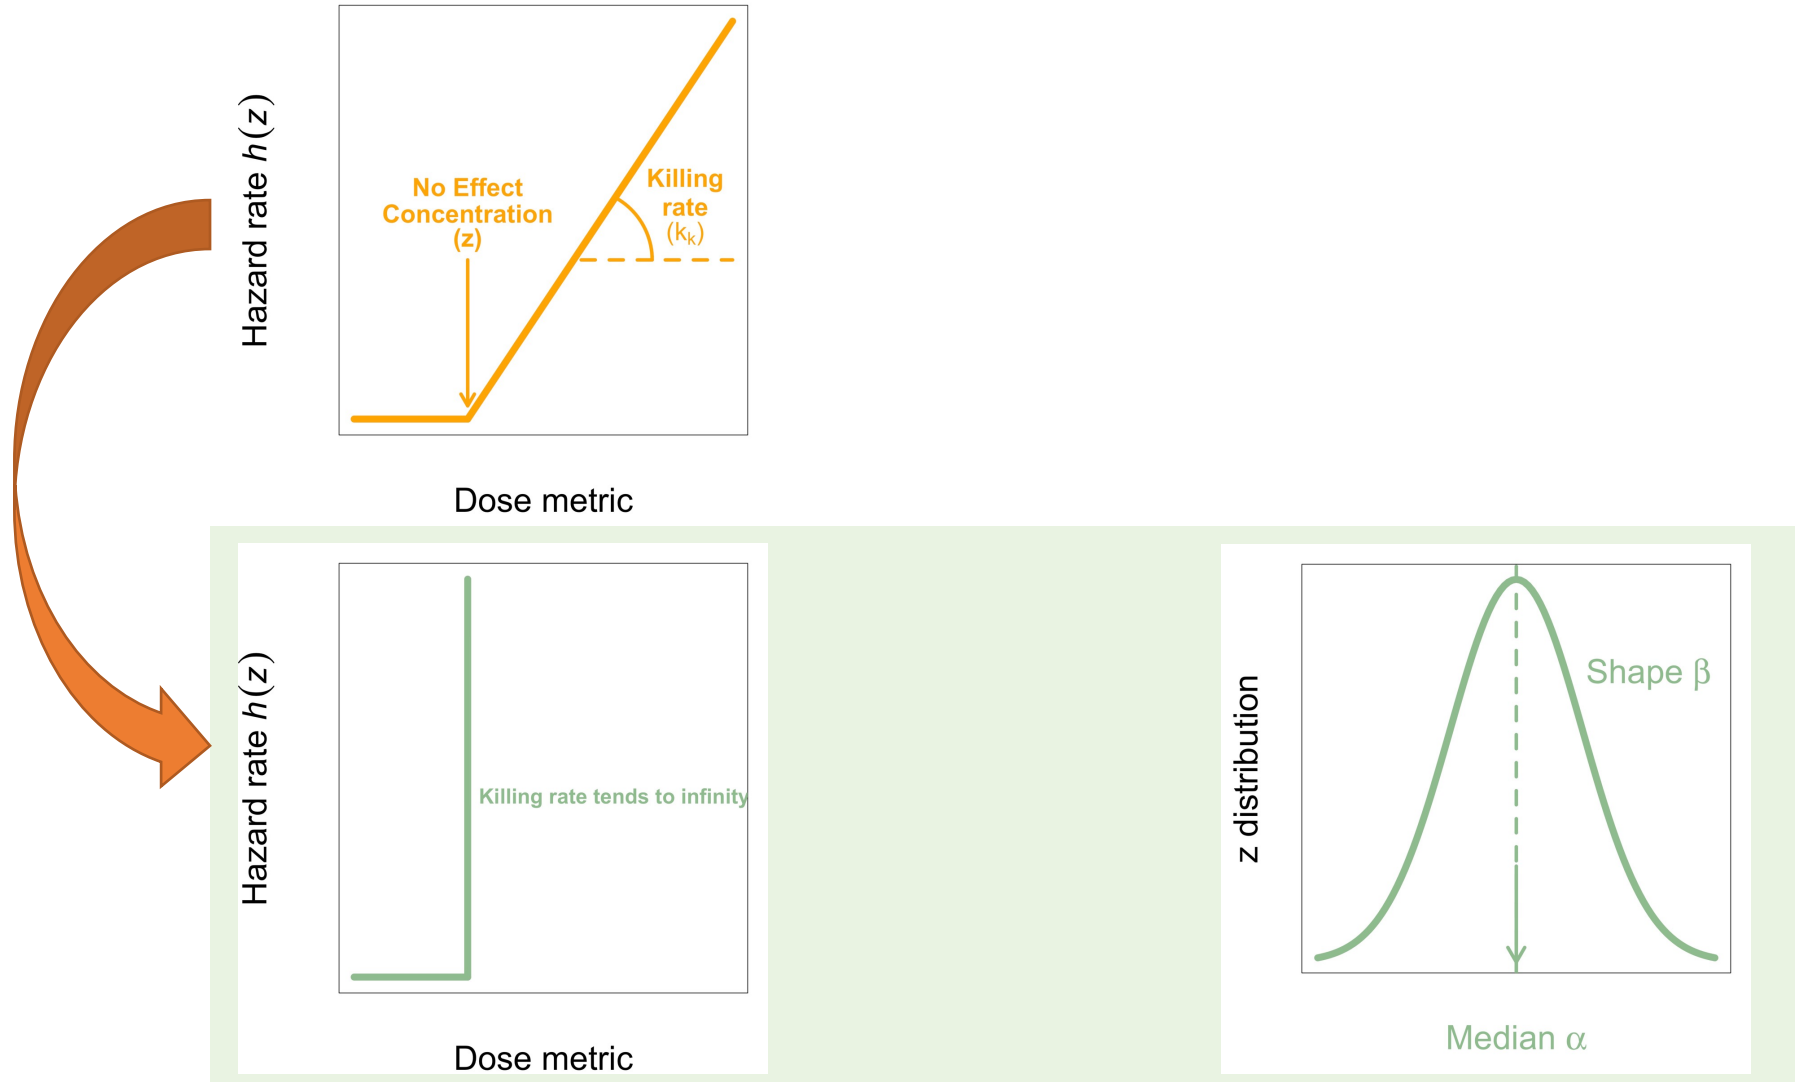 Hazard rate h(z)
No Effect
Concentration
(z)
Killing
rate
(kₖ)
Dose metric
Hazard rate h(z)
Killing rate tends to infinity
Dose metric
z distribution
Shape β
Median α